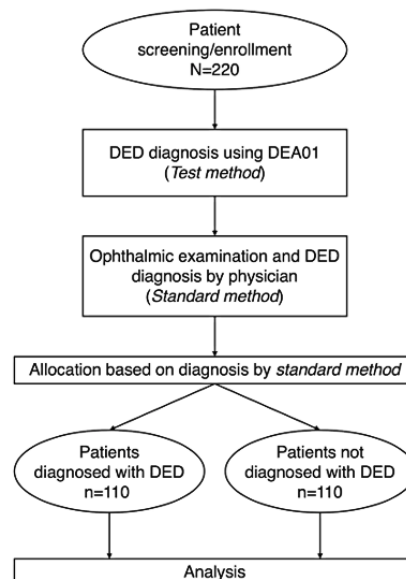 Patient
screening/enrollment
N=220
DED diagnosis using DEA01
(Test method)
Ophthalmic examination and DED
diagnosis by physician
(Standard method)
Allocation based on diagnosis by standard method
Patients
diagnosed with DED
n=110
Patients not
diagnosed with DED
n=110
Analysis